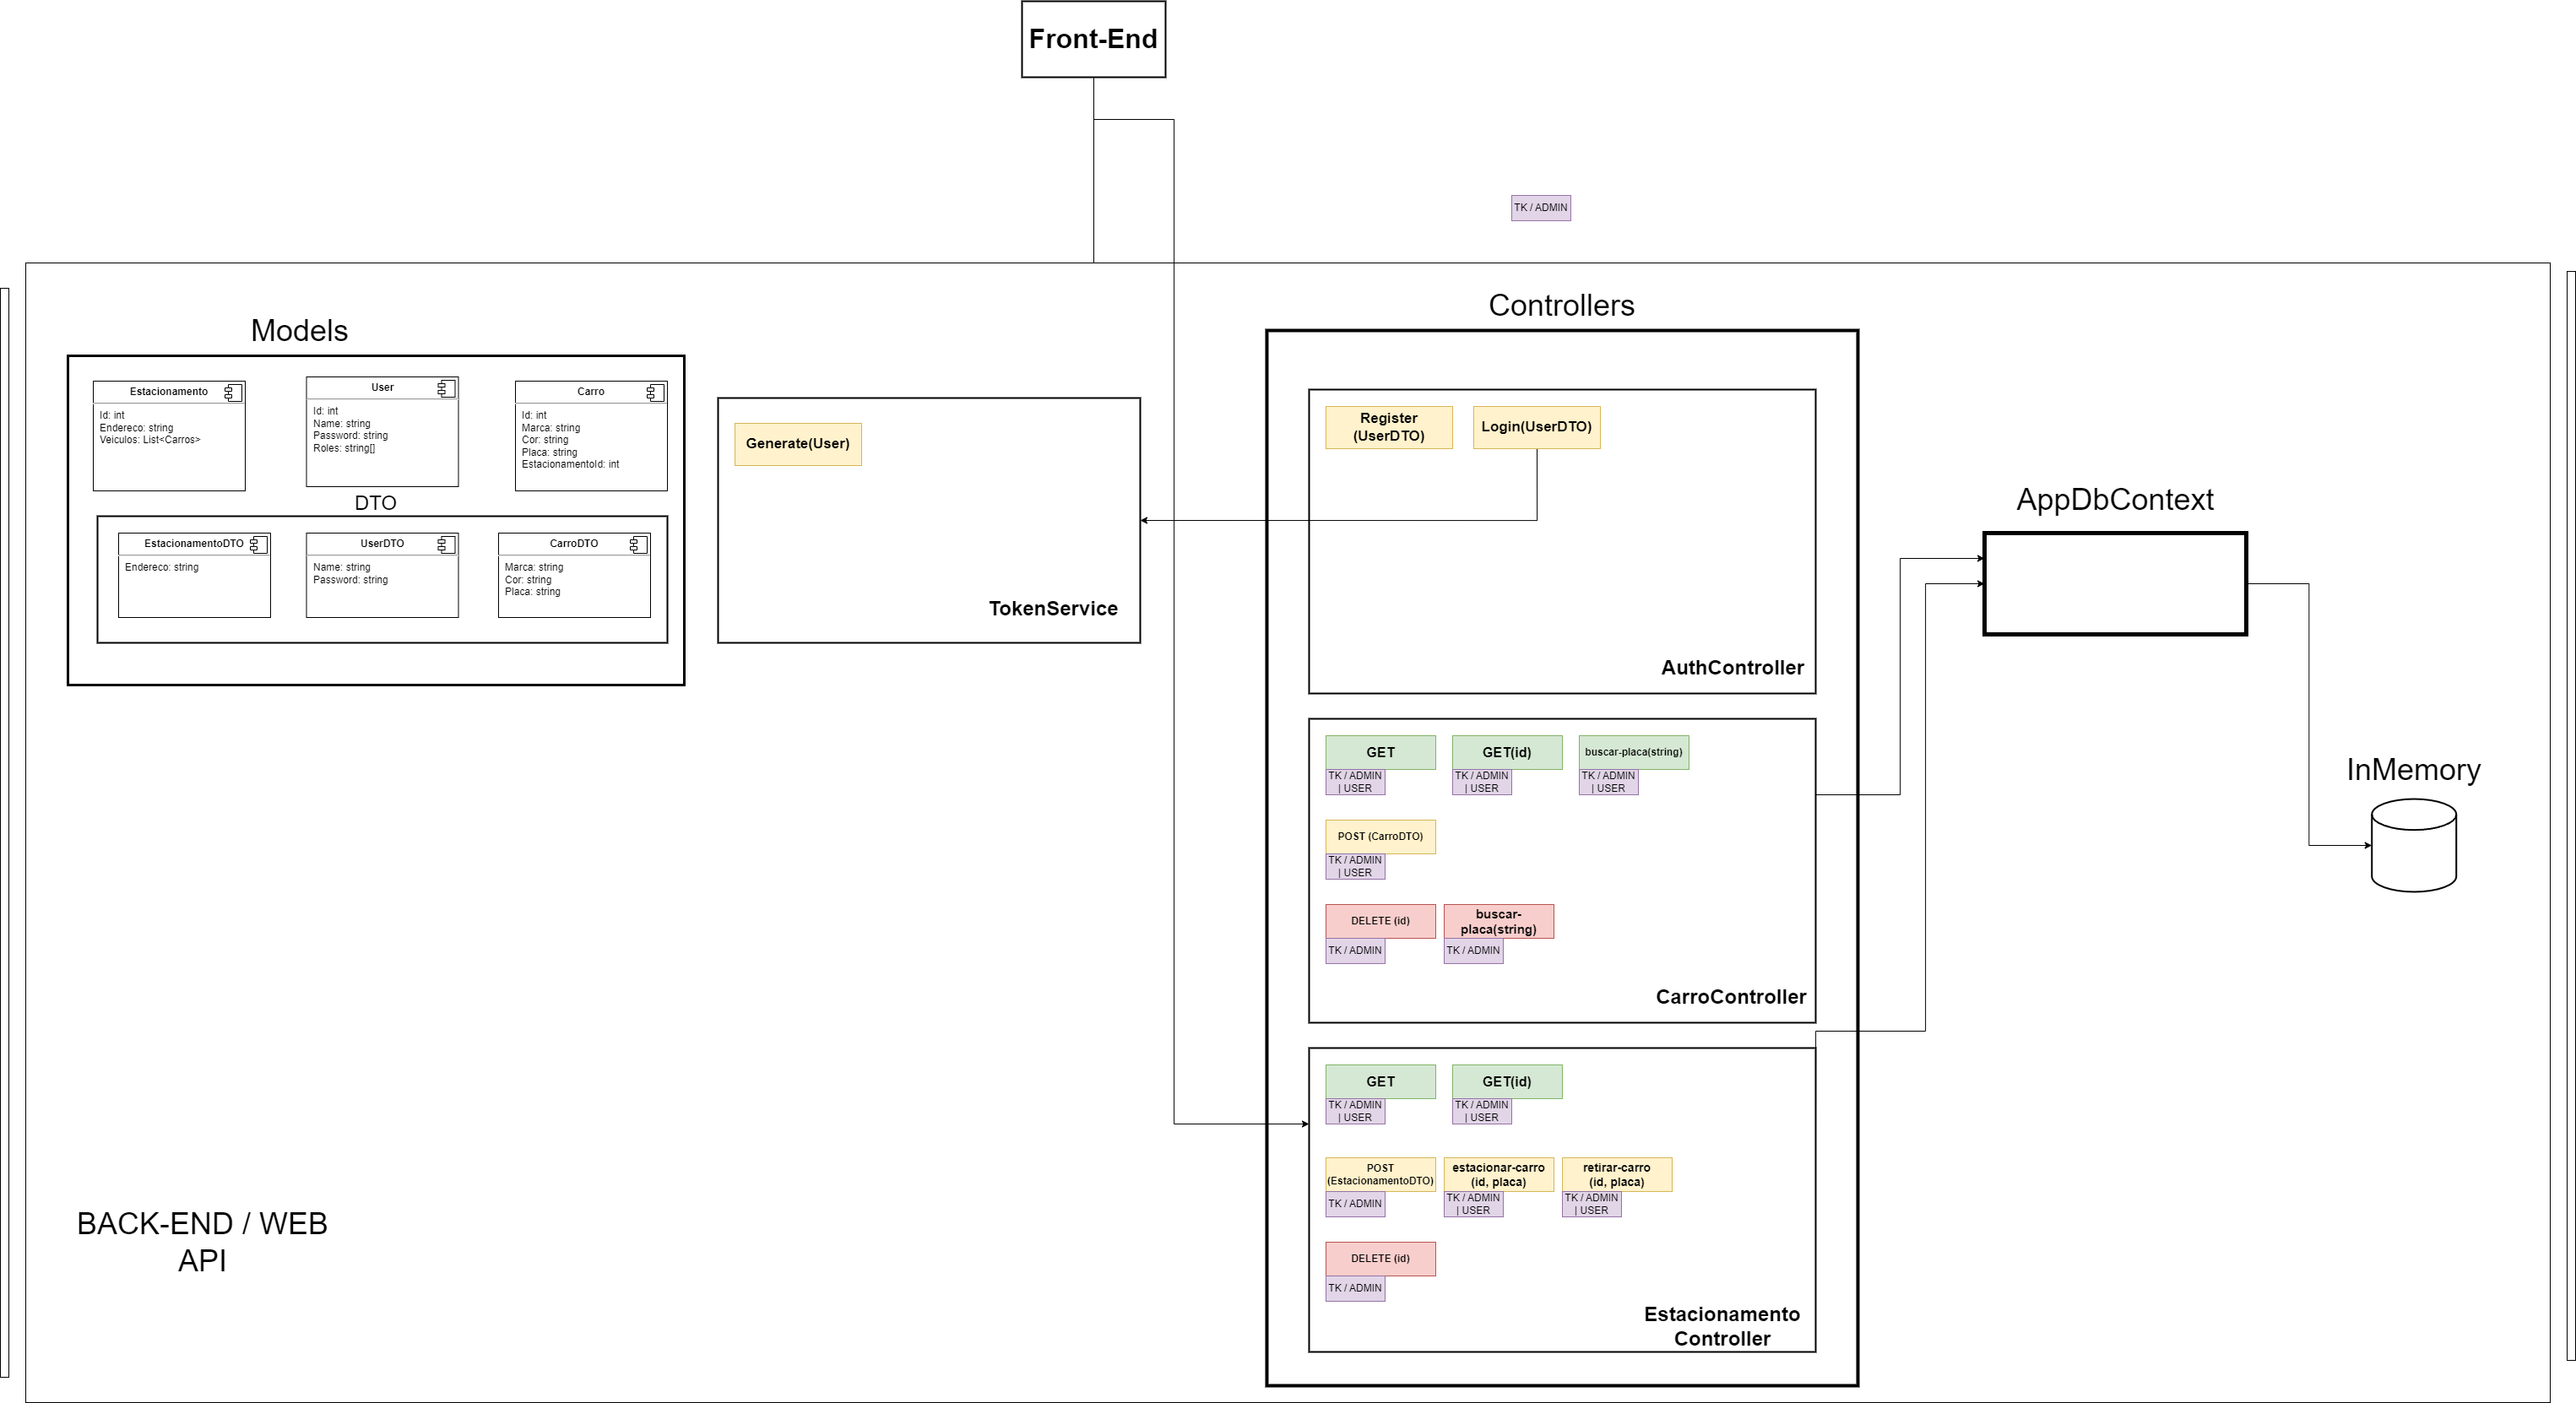 Front-End
TK / ADMIN
Models
Estacionamento
Id: int
Endereco: string
Veiculos: List<Carros>
User
Id: int
Name: string
Password: string
Roles: string[]
Carro
Id: int
Marca: string
Cor: string
Placa: string
EstacionamentoId: int
DTO
EstacionamentoDTO
Endereco: string
UserDTO
Name: string
Password: string
CarroDTO
Marca: string
Cor: string
Placa: string
Generate(User)
TokenService
Controllers
Register
(UserDTO)
Login(UserDTO)
AuthController
GET
TK / ADMIN
| USER
GET(id)
TK / ADMIN
| USER
buscar-placa(string)
TK / ADMIN
| USER
POST (CarroDTO)
TK / ADMIN
| USER
DELETE (id)
TK / ADMIN
buscar-
placa(string)
TK / ADMIN
CarroController
GET
TK / ADMIN
| USER
GET(id)
TK / ADMIN
| USER
POST
(EstacionamentoDTO)
TK / ADMIN
estacionar-carro
(id, placa)
TK / ADMIN
| USER
retirar-carro
(id, placa)
TK / ADMIN
| USER
DELETE (id)
TK / ADMIN
Estacionamento
Controller
AppDbContext
InMemory
BACK-END / WEB
API